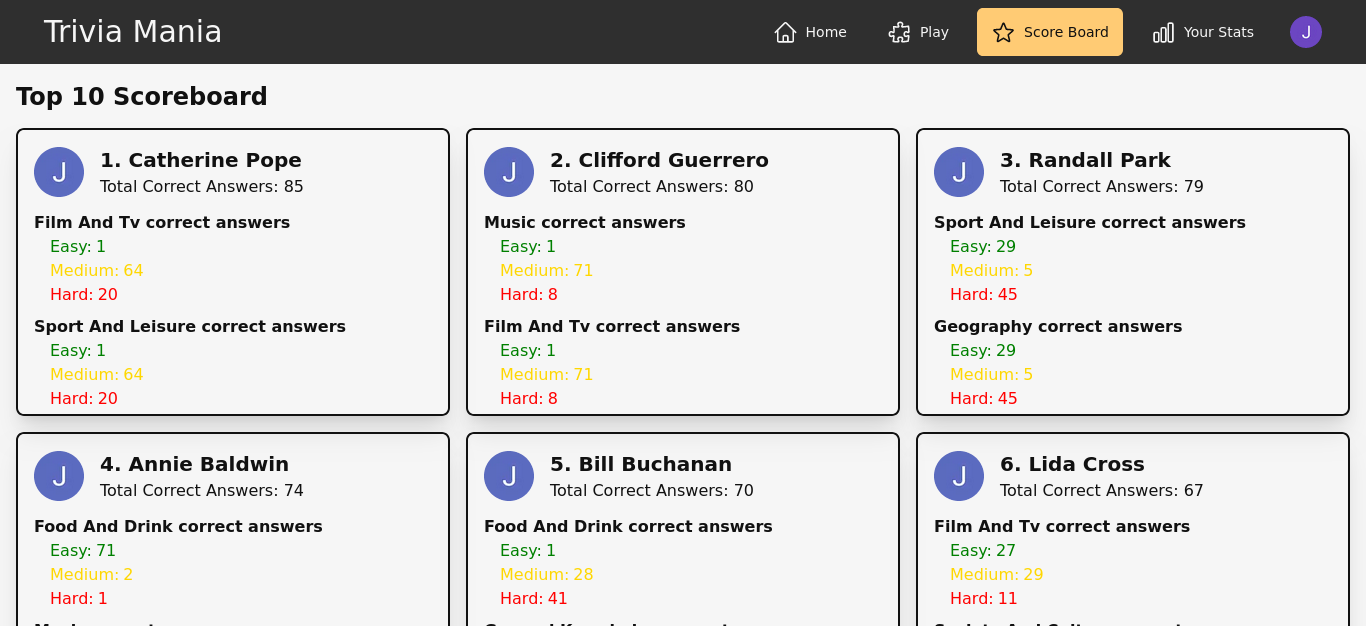 Trivia Mania
Home
Play
Score Board
Your Stats
J
Top 10 Scoreboard
J
1. Catherine Pope
Total Correct Answers: 85
Film And Tv correct answers
Easy: 1
Medium: 64
Hard: 20
Sport And Leisure correct answers
Easy: 1
Medium: 64
Hard: 20
J
2. Clifford Guerrero
Total Correct Answers: 80
Music correct answers
Easy: 1
Medium: 71
Hard: 8
Film And Tv correct answers
Easy: 1
Medium: 71
Hard: 8
J
3. Randall Park
Total Correct Answers: 79
Sport And Leisure correct answers
Easy: 29
Medium: 5
Hard: 45
Geography correct answers
Easy: 29
Medium: 5
Hard: 45
J
4. Annie Baldwin
Total Correct Answers: 74
Food And Drink correct answers
Easy: 71
Medium: 2
Hard: 1
J
5. Bill Buchanan
Total Correct Answers: 70
Food And Drink correct answers
Easy: 1
Medium: 28
Hard: 41
J
6. Lida Cross
Total Correct Answers: 67
Film And Tv correct answers
Easy: 27
Medium: 29
Hard: 11